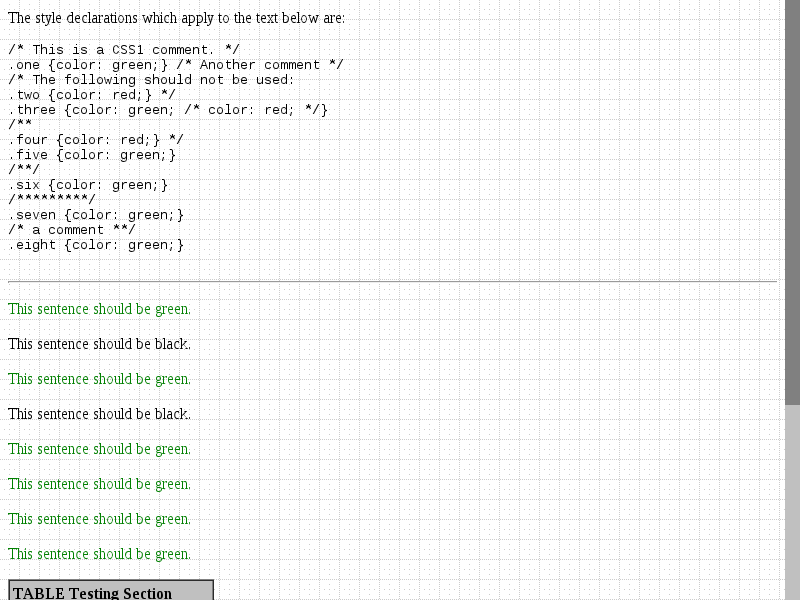 The style declarations which apply to the text below are:
/* This is a CSS1 comment. */
.one {color: green;} /* Another comment */
/* The following should not be used:
.two {color: red;} */
.three {color: green; /* color: red; */}
/**
.four {color: red;} */
.five {color: green;}
/**/
.six {color: green;}
/*********/
.seven {color: green;}
/* a comment **/
.eight {color: green;}
This sentence should be green.
This sentence should be black.
This sentence should be green.
This sentence should be black.
This sentence should be green.
This sentence should be green.
This sentence should be green.
This sentence should be green.
TABLE Testing Section